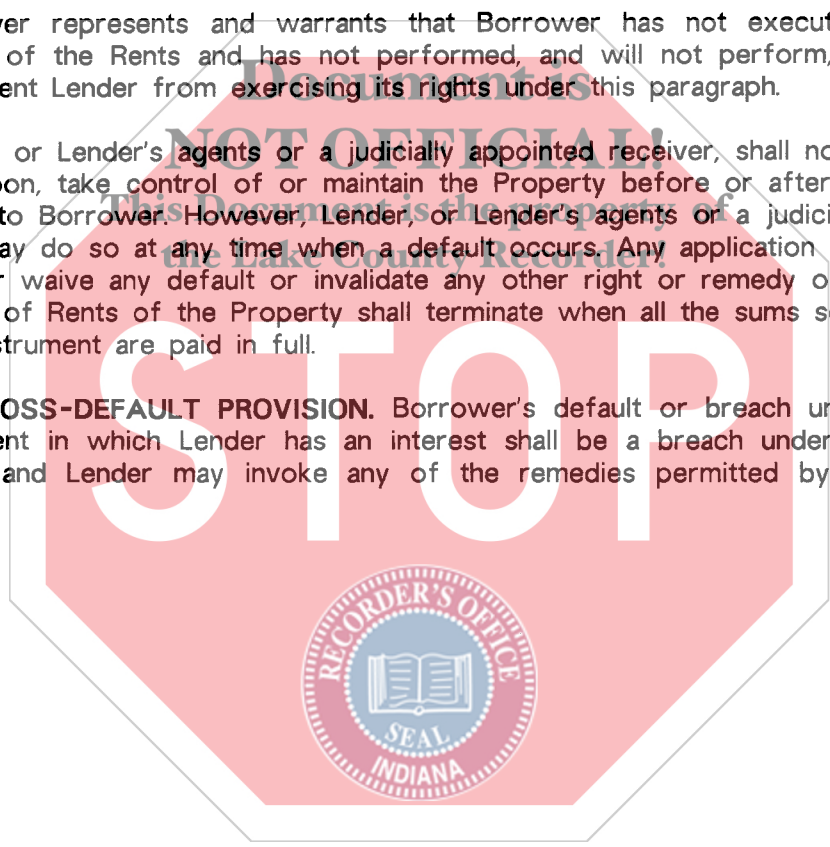 ver represents and warrants that Borrower has not execut
of the Rents and has not performed, and will not perform,
ent Lender from exercising its rights under this paragraph.
or Lender's agents or a judicially appointed receiver, shall no
on, take control of or maintain the Property before or after
to Borrower. However, Lender, or Lender's agents or a judici
ay do so at any time when a default occurs. Any application
r waive any default or invalidate any other right or remedy o
of Rents of the Property shall terminate when all the sums s
strument are paid in full.
OSS-DEFAULT PROVISION. Borrower's default or breach u
ent in which Lender has an interest shall be a breach under
and Lender may invoke any of the remedies permitted by
Document is
NOT OFFICIAL!
This Document is the property of
the Lake County Recorder!
STOP
RECORDER'S OFFICE
SEAL
INDIANA